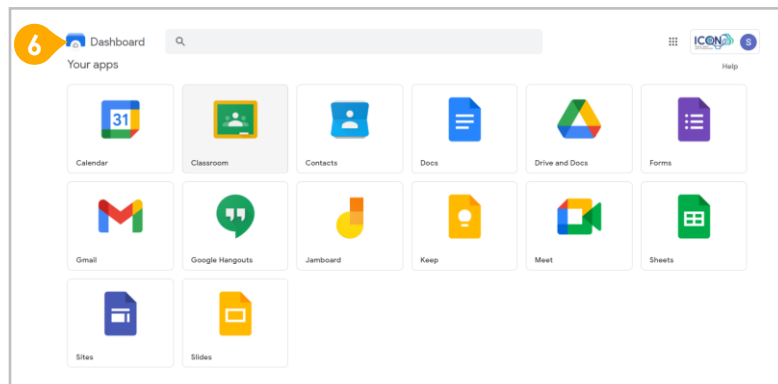 6
Dashboard
ICON
S
Your apps
Help
31
Calendar
Classroom
Contacts
Docs
Drive and Docs
Forms
Gmail
Google Hangouts
Jamboard
Keep
Meet
Sheets
Sites
Slides